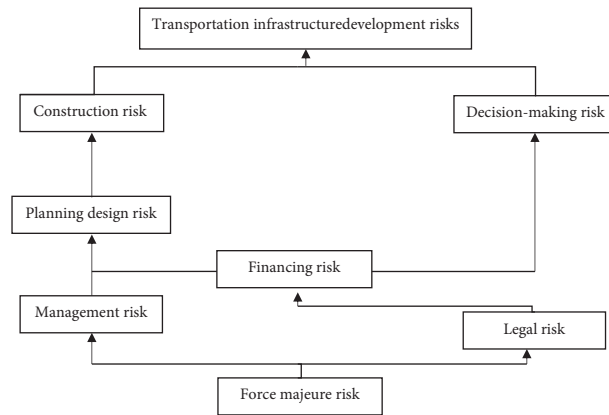 Transportation infrastructuredevelopment risks
Construction risk
Decision-making risk
Planning design risk
Financing risk
Management risk
Legal risk
Force majeure risk